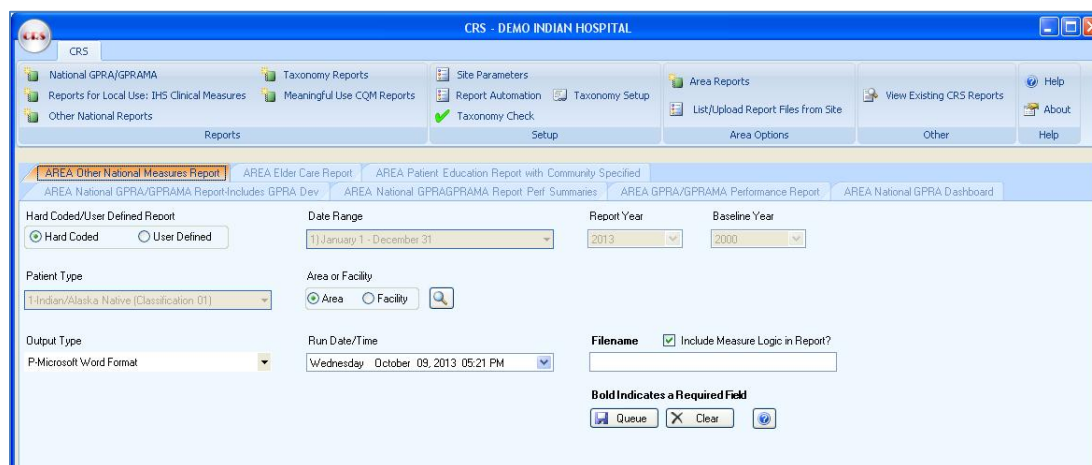 CRS - DEMO INDIAN HOSPITAL
CRS
CRS
National GPRA/GPRAMA
Reports for Local Use: IHS Clinical Measures
Other National Reports
Taxonomy Reports
Meaningful Use CQM Reports
Reports
Site Parameters
Report Automation
Taxonomy Setup
Taxonomy Check
Setup
Area Reports
List/Upload Report Files from Site
Area Options
View Existing CRS Reports
Other
Help
About
Help
AREA Other National Measures Report
AREA Elder Care Report
AREA Patient Education Report with Community Specified
AREA National GPRA/GPRAMA Report-Includes GPRA Dev
AREA National GPRAGPRAMA Report Perf Summaries
AREA GPRA/GPRAMA Performance Report
AREA National GPRA Dashboard
Hard Coded/User Defined Report
Hard Coded
User Defined
Date Range
1) January 1 - December 31
Report Year
2013
Baseline Year
2000
Patient Type
1-Indian/Alaska Native (Classification 01)
Area or Facility
Area
Facility
Output Type
P-Microsoft Word Format
Run Date/Time
Wednesday October 09, 2013 05:21 PM
Filename
Include Measure Logic in Report?
Bold Indicates a Required Field
Queue
Clear